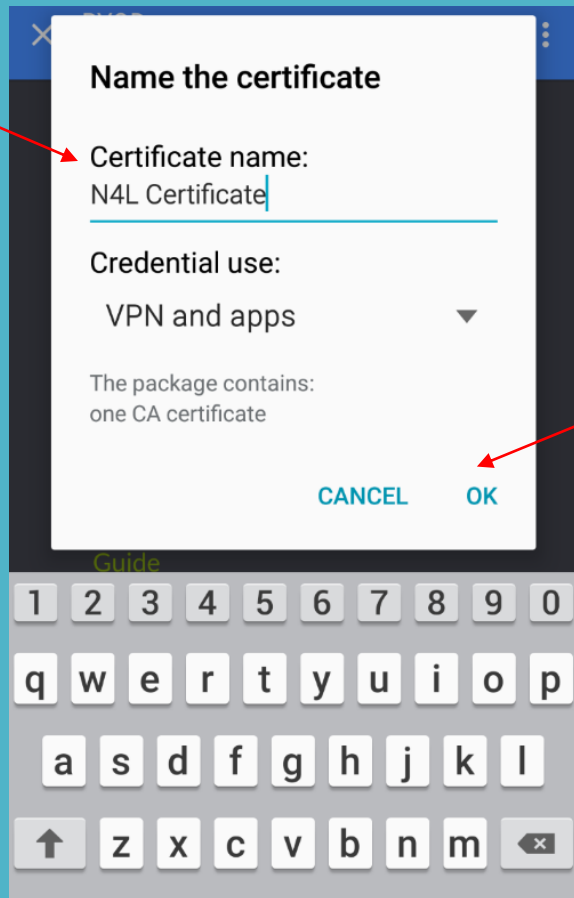 Name the certificate
Certificate name:
N4L Certificate
Credential use:
VPN and apps
The package contains:
one CA certificate
CANCEL OK
Guide
1 2 3 4 5 6 7 8 9 0
q w e r t y u i o p
a s d f g h j k l
z x c v b n m